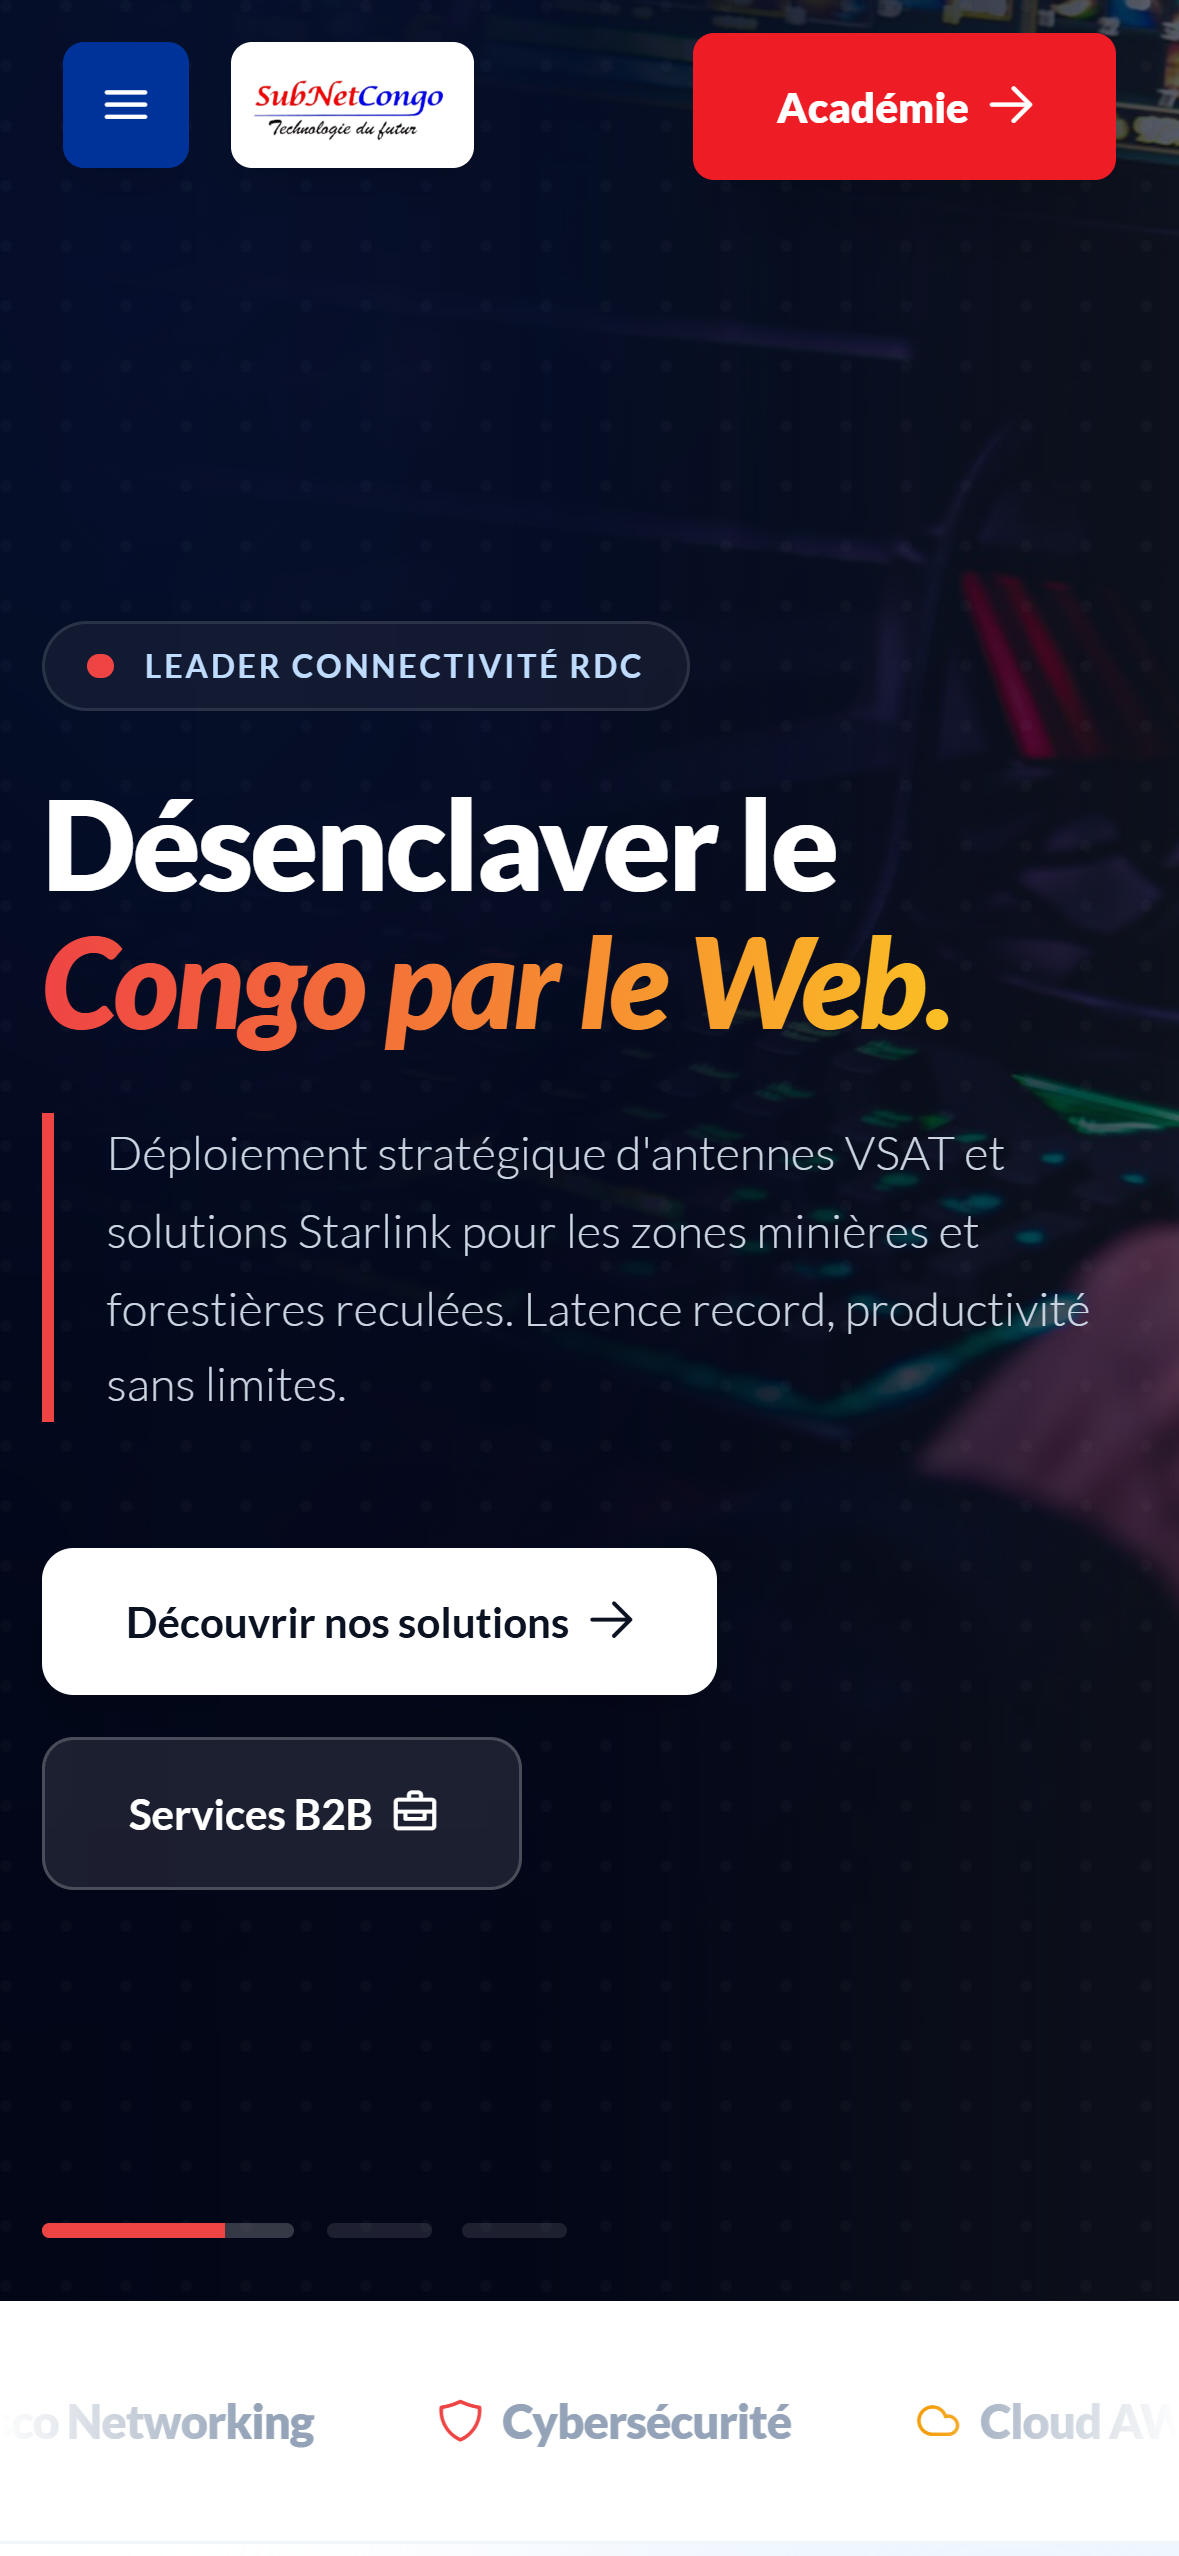 SubNetCongo
Technologie du futur
Académie
LEADER CONNECTIVITÉ RDC
Désenclaver le
Congo par le Web.
Déploiement stratégique d'antennes VSAT et
solutions Starlink pour les zones minières et
forestières reculées. Latence record, productivité
sans limites.
Découvrir nos solutions
Services B2B
Networking
Cybersécurité
Cloud